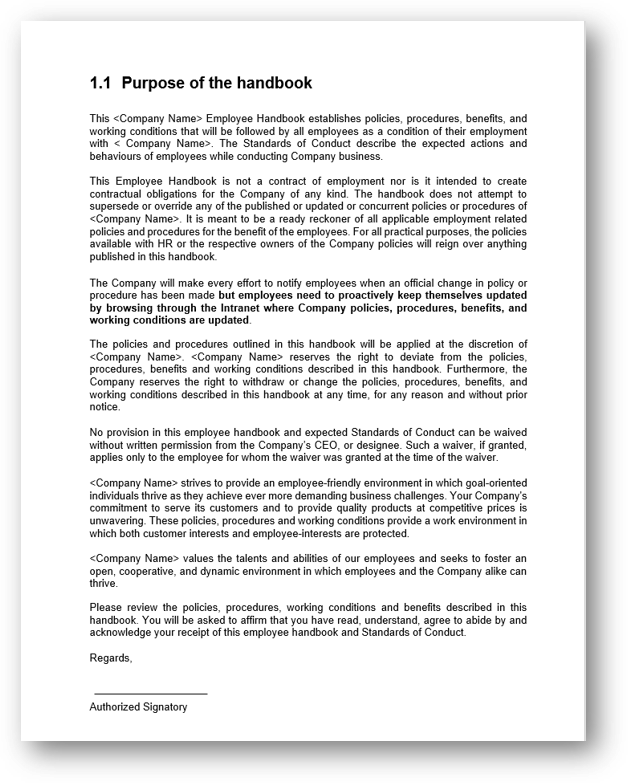 1.1 Purpose of the handbook
This <Company Name> Employee Handbook establishes policies, procedures, benefits, and
working conditions that will be followed by all employees as a condition of their employment
with < Company Name>. The Standards of Conduct describe the expected actions and
behaviours of employees while conducting Company business.
This Employee Handbook is not a contract of employment nor is it intended to create
contractual obligations for the Company of any kind. The handbook does not attempt to
supersede or override any of the published or updated or concurrent policies or procedures of
<Company Name>. It is meant to be a ready reckoner of all applicable employment related
policies and procedures for the benefit of the employees. For all practical purposes, the policies
available with HR or the respective owners of the Company policies will reign over anything
published in this handbook.
The Company will make every effort to notify employees when an official change in policy or
procedure has been made but employees need to proactively keep themselves updated
by browsing through the Intranet where Company policies, procedures, benefits, and
working conditions are updated.
The policies and procedures outlined in this handbook will be applied at the discretion of
<Company Name>. <Company Name> reserves the right to deviate from the policies,
procedures, benefits and working conditions described in this handbook. Furthermore, the
Company reserves the right to withdraw or change the policies, procedures, benefits, and
working conditions described in this handbook at any time, for any reason and without prior
notice.
No provision in this employee handbook and expected Standards of Conduct can be waived
without written permission from the Company's CEO, or designee. Such a waiver, if granted,
applies only to the employee for whom the waiver was granted at the time of the waiver.
<Company Name> strives to provide an employee-friendly environment in which goal-oriented
individuals thrive as they achieve ever more demanding business challenges. Your Company's
commitment to serve its customers and to provide quality products at competitive prices is
unwavering. These policies, procedures and working conditions provide a work environment in
which both customer interests and employee-interests are protected.
<Company Name> values the talents and abilities of our employees and seeks to foster an
open, cooperative, and dynamic environment in which employees and the Company alike can
thrive.
Please review the policies, procedures, working conditions and benefits described in this
handbook. You will be asked to affirm that you have read, understand, agree to abide by and
acknowledge your receipt of this employee handbook and Standards of Conduct.
Regards,
Authorized Signatory